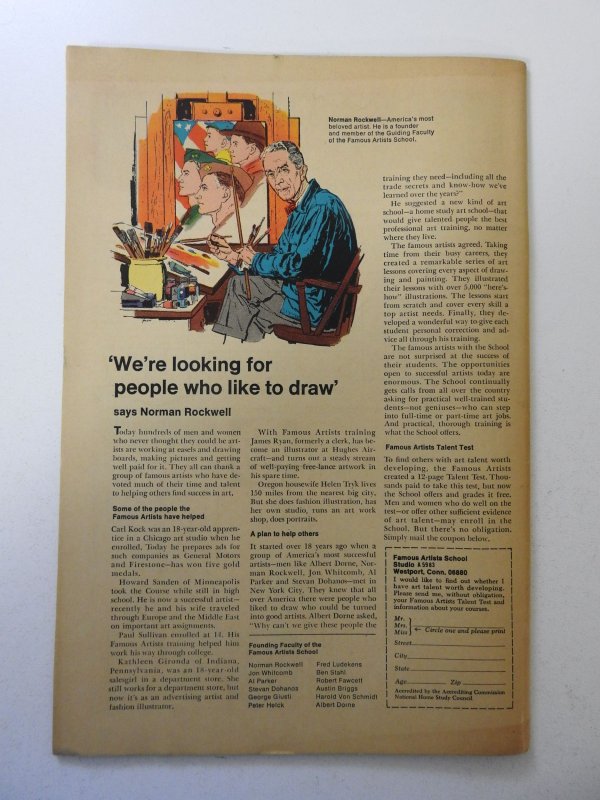 Norman Rockwell—America's most
beloved artist. He is a founder
and member of the Guiding Faculty
of the Famous Artists School.
'We're looking for
people who like to draw'
says Norman Rockwell
Today hundreds of men and women
who never thought they could be art-
ists are working at easels and drawing
boards, making pictures and getting
well paid for it. They all can thank a
group of famous artists who have de-
voted much of their time and talent
to helping others find success in art.
Some of the people the
Famous Artists have helped
Carl Kock was an 18-year-old appren-
tice in a Chicago art studio when he
enrolled. Today he prepares ads for
such companies as General Motors
and Firestone—has won five gold
medals.
Howard Sanden of Minneapolis
took the Course while still in high
school. He is now a successful artist—
recently he and his wife traveled
through Europe and the Middle East
on important art assignments.
Paul Sullivan enrolled at 14. His
Famous Artists training helped him
work his way through college.
Kathleen Gironda of Indiana,
Pennsylvania, was an 18-year-old
salesgirl in a department store. She
still works for a department store, but
now it's as an advertising artist and
fashion illustrator.
With Famous Artists training
James Ryan, formerly a clerk, has be-
come an illustrator at Hughes Air-
craft—and turns out a steady stream
of well-paying free-lance artwork in
his spare time.
Oregon housewife Helen Tryk lives
150 miles from the nearest big city.
But she does fashion illustration, has
her own studio, runs an art work
shop, does portraits.
A plan to help others
It started over 18 years ago when a
group of America's most successful
artists—men like Albert Dorne, Nor-
man Rockwell, Jon Whitcomb, Al
Parker and Stevan Dohanos—met in
New York City. They knew that all
over America there were people who
liked to draw who could be turned
into good artists. Albert Dorne asked,
"Why can't we give these people the
Founding Faculty of the
Famous Artists School
Norman Rockwell
Jon Whitcomb
Al Parker
Stevan Dohanos
George Giusti
Peter Helck
Fred Ludekens
Ben Stahl
Robert Fawcett
Austin Briggs
Harold Von Schmidt
Albert Dorne
training they need—including all the
trade secrets and know-how we've
learned over the years?"
He suggested a new kind of art
school—a home study art school—that
would give talented people the best
professional art training, no matter
where they live.
The famous artists agreed. Taking
time from their busy careers, they
created a remarkable series of art
lessons covering every aspect of draw-
ing and painting. They illustrated
their lessons with over 5,000 "here's-
how" illustrations. The lessons start
from scratch and cover every skill a
top artist needs. Finally, they de-
veloped a wonderful way to give each
student personal correction and ad-
vice all through his training.
The famous artists with the School
are not surprised at the success of
their students. The opportunities
open to successful artists today are
enormous. The School continually
gets calls from all over the country
asking for practical well-trained stu-
dents—not geniuses—who can step
into full-time or part-time art jobs.
And practical, thorough training is
what the School offers.
Famous Artists Talent Test
To find others with art talent worth
developing, the Famous Artists
created a 12-page Talent Test. Thou-
sands paid to take this test, but now
the School offers and grades it free.
Men and women who do well on the
test—or offer other sufficient evidence
of art talent—may enroll in the
School. But there's no obligation.
Simply mail the coupon below.
Famous Artists School
Studio A 5983
Westport, Conn. 06880
I would like to find out whether I
have art talent worth developing.
Please send me, without obligation,
your Famous Artists Talent Test and
information about your courses.
Mr.
Mrs.
Miss
Circle one and please print
Street
City
State
Age Zip
Accredited by the Accrediting Commission
National Home Study Council